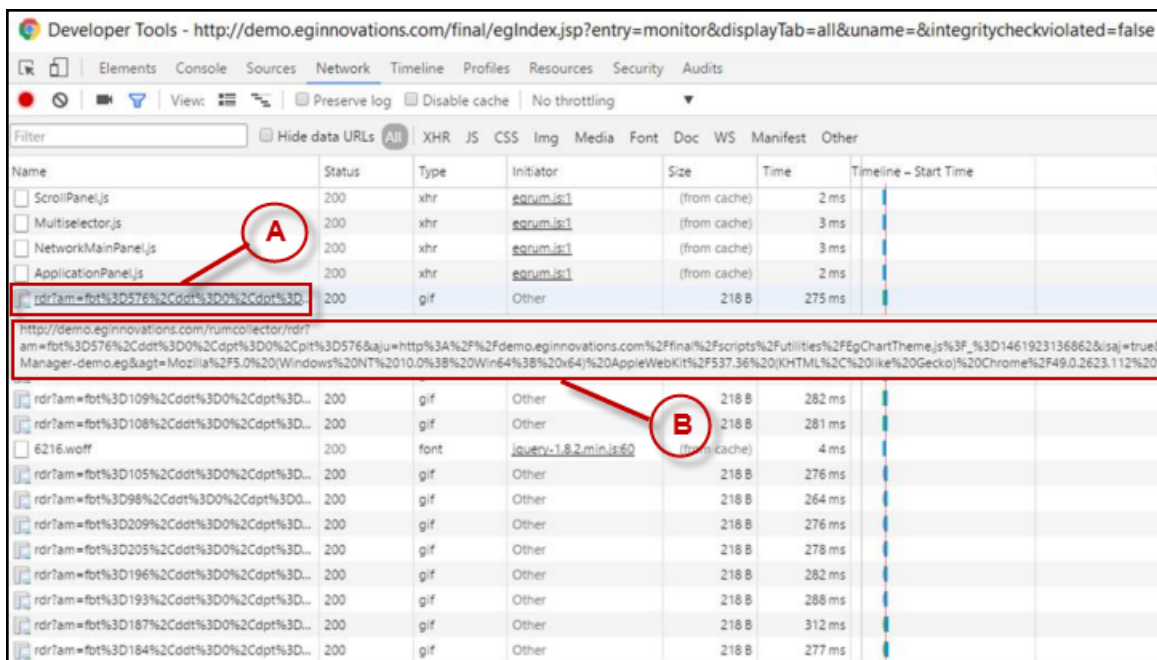 Developer Tools - http://demo.eginnovations.com/final/egIndex.jsp?entry=monitor&displayTab=all&uname=&integritycheckviolated=false
Elements Console Sources Network Timeline Profiles Resources Security Audits
View: Preserve log Disable cache No throttling
Filter Hide data URLs All XHR JS CSS Img Media Font Doc WS Manifest Other
Name Status Type Initiator Size Time Timeline – Start Time
ScrollPanel.js 200 xhr egrum.js:1 (from cache) 2 ms
Multiselector.js 200 xhr egrum.js:1 (from cache) 3 ms
A
NetworkMainPanel.js 200 xhr egrum.js:1 (from cache) 3 ms
ApplicationPanel.js 200 xhr egrum.js:1 (from cache) 2 ms
rdr?am=fbt%3D576%2Cddt%3D0%2Cdpt%3D... 200 gif Other 218 B 275 ms
http://demo.eginnovations.com/rumcollector/rdr?
am=fbt%3D576%2Cddt%3D0%2Cdpt%3D0%2Cpit%3D576&aju=http%3A%2F%2Fdemo.eginnovations.com%2Ffinal%2Fscripts%2Futilities%2FEgChartTheme.js%3F_%3D1461923136862&isaj=true&
Manager-demo.eg&agt=Mozilla%2F5.0%20(Windows%20NT%2010.0%3B%20Win64%3B%20x64)%20AppleWebKit%2F537.36%20(KHTML%2C%20like%20Gecko)%20Chrome%2F49.0.2623.112%20
rdr?am=fbt%3D109%2Cddt%3D0%2Cdpt%3D... 200 gif Other 218 B 282 ms
B
rdr?am=fbt%3D108%2Cddt%3D0%2Cdpt%3D... 200 gif Other 218 B 281 ms
6216.woff 200 font jquery-1.8.2.min.js:60 (from cache) 4 ms
rdr?am=fbt%3D105%2Cddt%3D0%2Cdpt%3D... 200 gif Other 218 B 276 ms
rdr?am=fbt%3D98%2Cddt%3D0%2Cdpt%3D0... 200 gif Other 218 B 264 ms
rdr?am=fbt%3D209%2Cddt%3D0%2Cdpt%3D... 200 gif Other 218 B 276 ms
rdr?am=fbt%3D205%2Cddt%3D0%2Cdpt%3D... 200 gif Other 218 B 278 ms
rdr?am=fbt%3D196%2Cddt%3D0%2Cdpt%3D... 200 gif Other 218 B 282 ms
rdr?am=fbt%3D193%2Cddt%3D0%2Cdpt%3D... 200 gif Other 218 B 288 ms
rdr?am=fbt%3D187%2Cddt%3D0%2Cdpt%3D... 200 gif Other 218 B 312 ms
rdr?am=fbt%3D184%2Cddt%3D0%2Cdpt%3D... 200 gif Other 218 B 277 ms